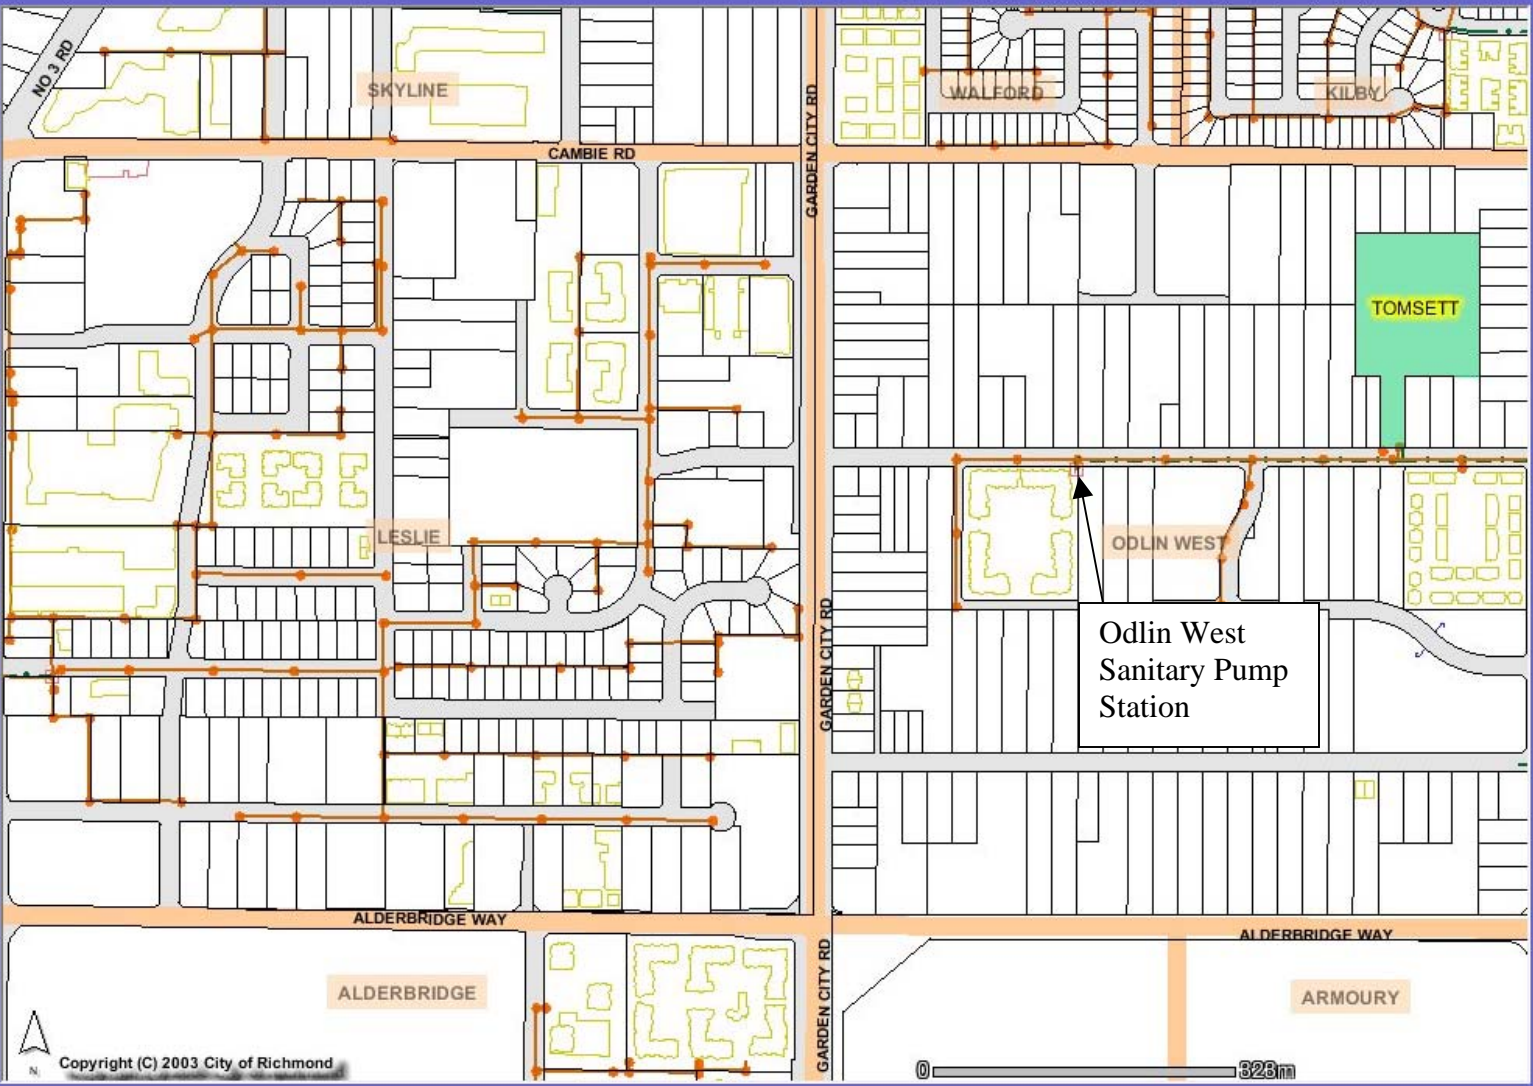 NO 3 RD
SKYLINE
WALFORD
KILBY
CAMBIE RD
GARDEN CITY RD
TOMSETT
LESLIE
ODLIN WEST
Odlin West
Sanitary Pump
Station
GARDEN CITY RD
ALDERBRIDGE WAY
ALDERBRIDGE WAY
ALDERBRIDGE
GARDEN CITY RD
ARMOURY
N
Copyright (C) 2003 City of Richmond
0 328m